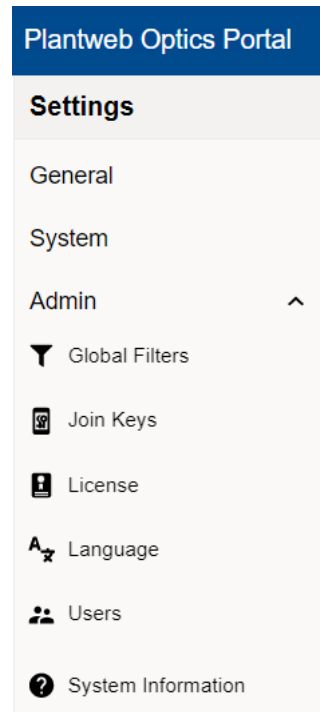 Plantweb Optics Portal
Settings
General
System
Admin
Global Filters
Join Keys
License
Language
Users
System Information